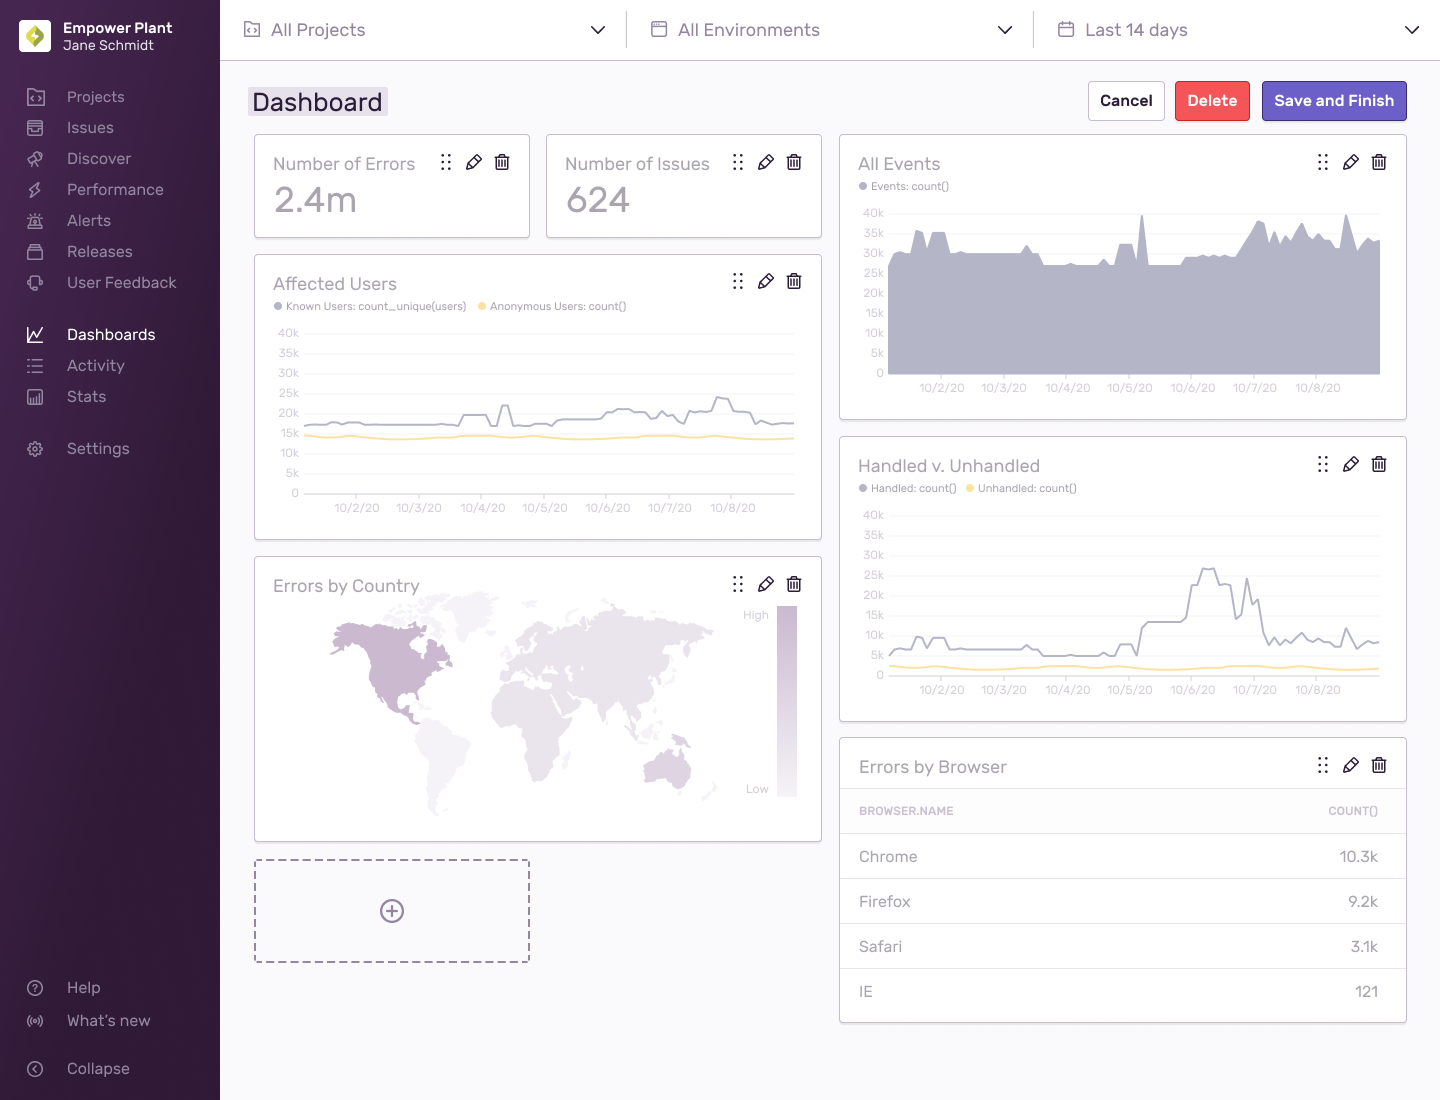 Empower Plant
Jane Schmidt
Projects
Issues
Discover
Performance
Alerts
Releases
User Feedback
Dashboards
Activity
Stats
Settings
Help
What's new
Collapse
All Projects
All Environments
Last 14 days
Dashboard
Cancel
Delete
Save and Finish
Number of Errors
2.4m
Number of Issues
624
Affected Users
Known Users: count_unique(users) Anonymous Users: count()
40k
35k
30k
25k
20k
15k
10k
5k
0
10/2/20 10/3/20 10/4/20 10/5/20 10/6/20 10/7/20 10/8/20
Errors by Country
High
Low
All Events
Events: count()
40k
35k
30k
25k
20k
15k
10k
5k
0
10/2/20 10/3/20 10/4/20 10/5/20 10/6/20 10/7/20 10/8/20
Handled v. Unhandled
Handled: count() Unhandled: count()
40k
35k
30k
25k
20k
15k
10k
5k
0
10/2/20 10/3/20 10/4/20 10/5/20 10/6/20 10/7/20 10/8/20
Errors by Browser
BROWSER.NAME COUNT()
Chrome 10.3k
Firefox 9.2k
Safari 3.1k
IE 121